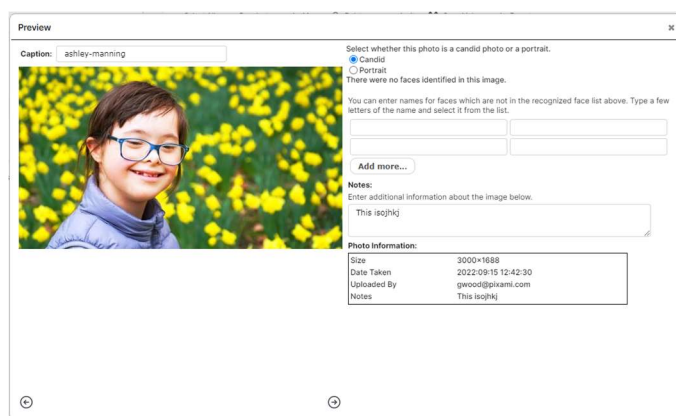 Preview
Caption: ashley-manning
Select whether this photo is a candid photo or a portrait.
Candid
Portrait
There were no faces identified in this image.
You can enter names for faces which are not in the recognized face list above. Type a few
letters of the name and select it from the list.
Add more...
Notes:
Enter additional information about the image below.
This isojhkj
Photo Information:
Size 3000×1688
Date Taken 2022:09:15 12:42:30
Uploaded By gwood@pixami.com
Notes This isojhkj